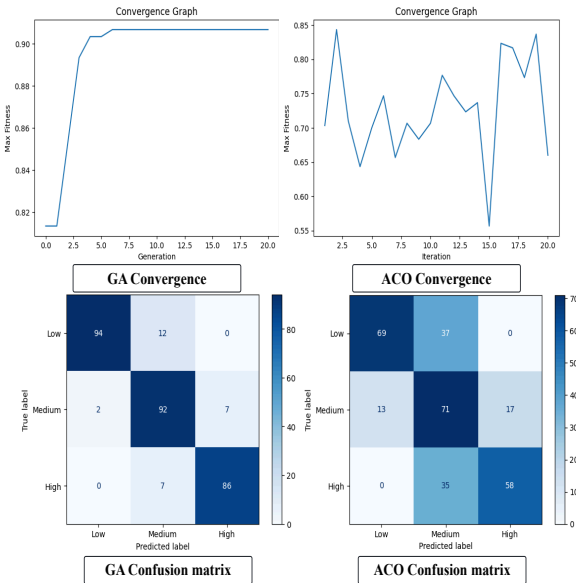 Convergence Graph
Max Fitness
0.90
0.88
0.86
0.84
0.82
0.0 2.5 5.0 7.5 10.0 12.5 15.0 17.5 20.0
Generation
GA Convergence
Convergence Graph
Max Fitness
0.85
0.80
0.75
0.70
0.65
0.60
0.55
2.5 5.0 7.5 10.0 12.5 15.0 17.5 20.0
Iteration
ACO Convergence
True label
Low 94 12 0
Medium 2 92 7
High 0 7 86
Low Medium High
Predicted label
80
60
40
20
0
GA Confusion matrix
True label
Low 69 37 0
Medium 13 71 17
High 0 35 58
Low Medium High
Predicted label
70
60
50
40
30
20
10
0
ACO Confusion matrix